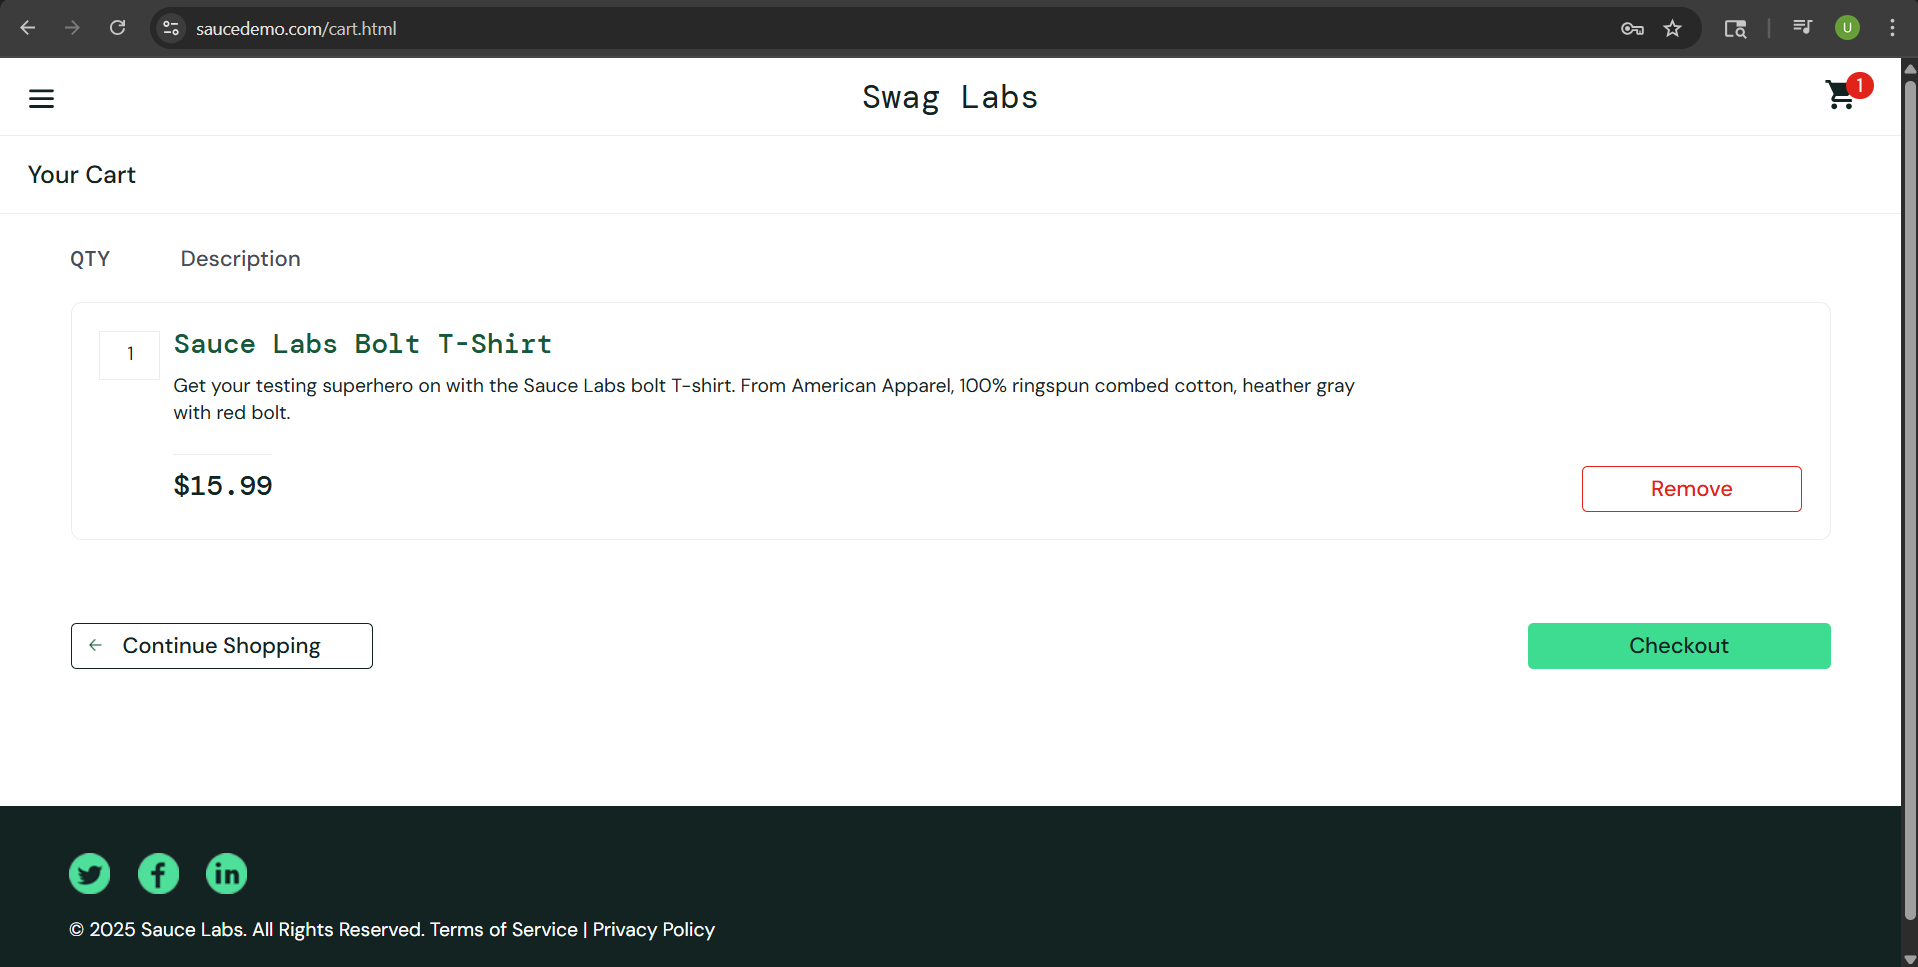 saucedemo.com/cart.html
U
Swag Labs
1
Your Cart
QTY Description
1
Sauce Labs Bolt T-Shirt
Get your testing superhero on with the Sauce Labs bolt T-shirt. From American Apparel, 100% ringspun combed cotton, heather gray
with red bolt.
$15.99
Remove
Continue Shopping
Checkout
© 2025 Sauce Labs. All Rights Reserved. Terms of Service | Privacy Policy